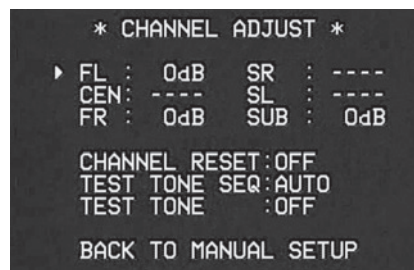 * CHANNEL ADJUST *
FL : 0dB SR : ----
CEN: ---- SL : ----
FR : 0dB SUB : 0dB
CHANNEL RESET:OFF
TEST TONE SEQ:AUTO
TEST TONE :OFF
BACK TO MANUAL SETUP